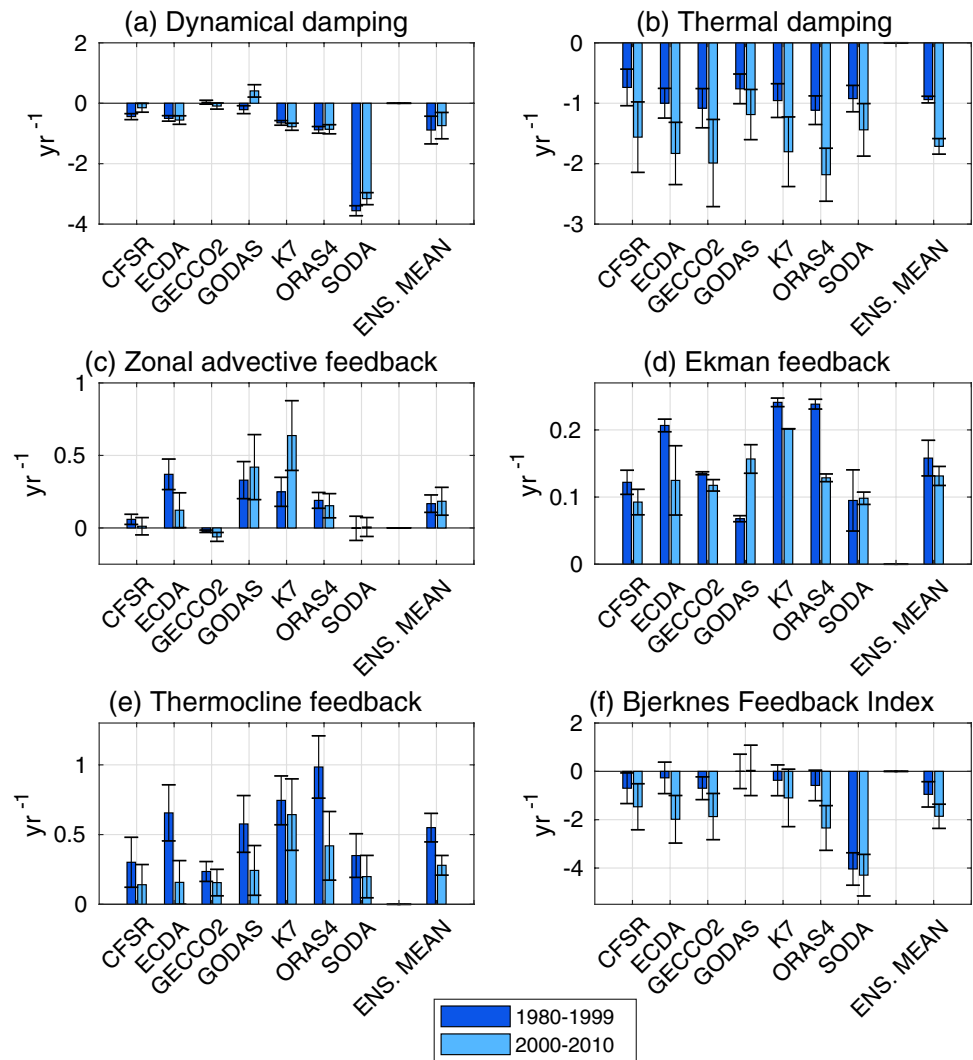 (a) Dynamical damping
(b) Thermal damping
2
0
-2
-4
yr -1
0
-1
-2
-3
yr -1
CFSR
ECDA
GECCO2
GODAS
K7
ORAS4
SODA
ENS. MEAN
CFSR
ECDA
GECCO2
GODAS
K7
ORAS4
SODA
ENS. MEAN
(c) Zonal advective feedback
(d) Ekman feedback
1
0.5
0
yr -1
0.2
0.1
0
yr -1
CFSR
ECDA
GECCO2
GODAS
K7
ORAS4
SODA
ENS. MEAN
CFSR
ECDA
GECCO2
GODAS
K7
ORAS4
SODA
ENS. MEAN
(e) Thermocline feedback
(f) Bjerknes Feedback Index
1
0.5
0
yr -1
2
0
-2
-4
yr -1
CFSR
ECDA
GECCO2
GODAS
K7
ORAS4
SODA
ENS. MEAN
CFSR
ECDA
GECCO2
GODAS
K7
ORAS4
SODA
ENS. MEAN
1980-1999
2000-2010